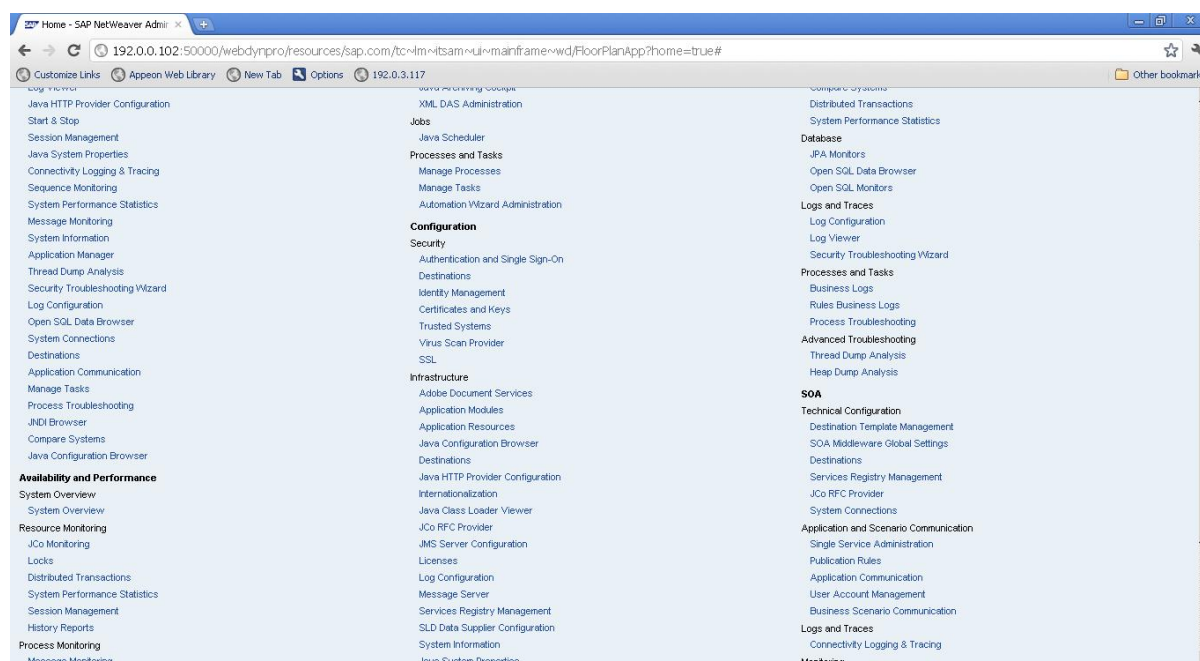 Home - SAP NetWeaver Admin
192.0.0.102:50000/webdynpro/resources/sap.com/tc~lm~itsam~ui~mainframe~wd/FloorPlanApp?home=true#
Customize Links
Appeon Web Library
New Tab
Options
192.0.3.117
Other bookmark
Log Viewer
Java HTTP Provider Configuration
Start & Stop
Session Management
Java System Properties
Connectivity Logging & Tracing
Sequence Monitoring
System Performance Statistics
Message Monitoring
System Information
Application Manager
Thread Dump Analysis
Security Troubleshooting Wizard
Log Configuration
Open SQL Data Browser
System Connections
Destinations
Application Communication
Manage Tasks
Process Troubleshooting
JNDI Browser
Compare Systems
Java Configuration Browser
Availability and Performance
System Overview
System Overview
Resource Monitoring
JCo Monitoring
Locks
Distributed Transactions
System Performance Statistics
Session Management
History Reports
Process Monitoring
Message Monitoring
Java Archiving Cockpit
XML DAS Administration
Jobs
Java Scheduler
Processes and Tasks
Manage Processes
Manage Tasks
Automation Wizard Administration
Configuration
Security
Authentication and Single Sign-On
Destinations
Identity Management
Certificates and Keys
Trusted Systems
Virus Scan Provider
SSL
Infrastructure
Adobe Document Services
Application Modules
Application Resources
Java Configuration Browser
Destinations
Java HTTP Provider Configuration
Internationalization
Java Class Loader Viewer
JCo RFC Provider
JMS Server Configuration
Licenses
Log Configuration
Message Server
Services Registry Management
SLD Data Supplier Configuration
System Information
Java System Properties
Compare Systems
Distributed Transactions
System Performance Statistics
Database
JPA Monitors
Open SQL Data Browser
Open SQL Monitors
Logs and Traces
Log Configuration
Log Viewer
Security Troubleshooting Wizard
Processes and Tasks
Business Logs
Rules Business Logs
Process Troubleshooting
Advanced Troubleshooting
Thread Dump Analysis
Heap Dump Analysis
SOA
Technical Configuration
Destination Template Management
SOA Middleware Global Settings
Destinations
Services Registry Management
JCo RFC Provider
System Connections
Application and Scenario Communication
Single Service Administration
Publication Rules
Application Communication
User Account Management
Business Scenario Communication
Logs and Traces
Connectivity Logging & Tracing
Monitoring